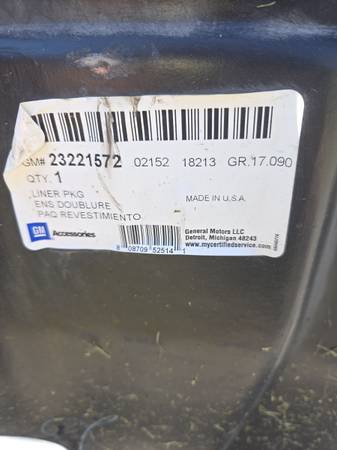 GM# 23221572 02152 18213 GR.17.090
QTY. 1
LINER PKG
ENS DOUBLURE
PAQ REVESTIMIENTO
MADE IN U.S.A.
GM Accessories
8 08709 52514 1
General Motors LLC
Detroit, Michigan 48243
www.mycertifiedservice.com